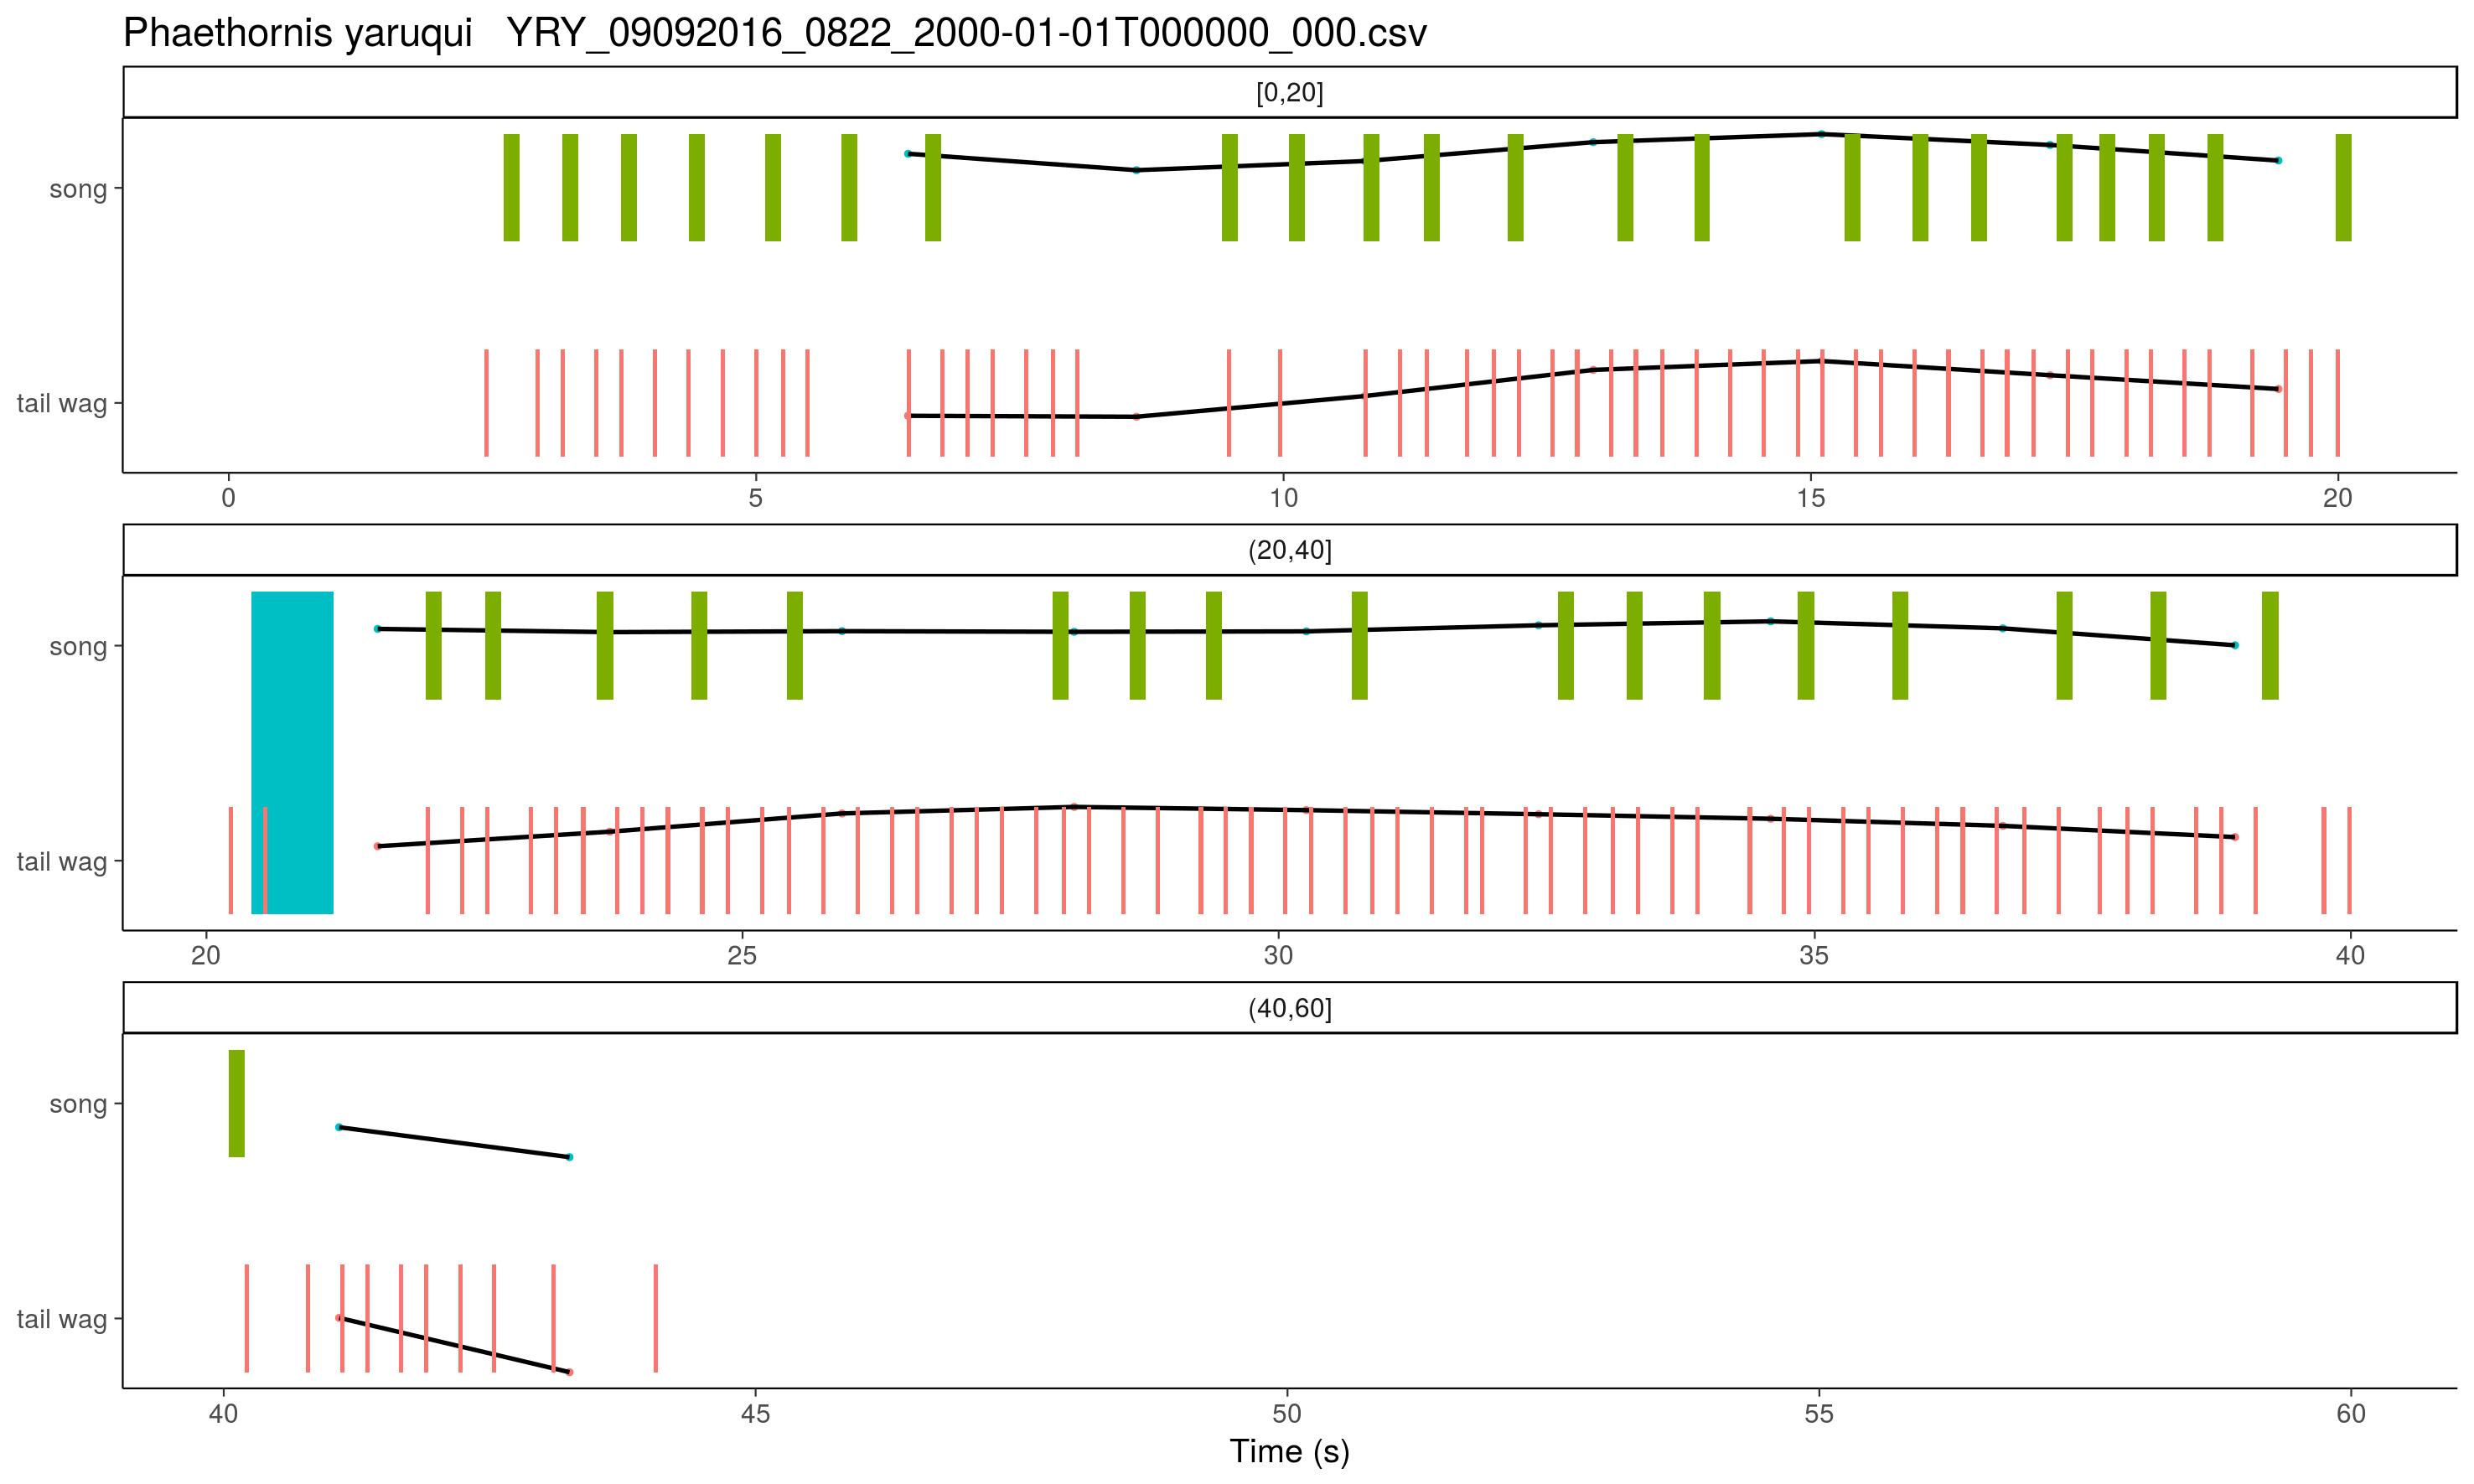 Phaethornis yaruqui YRY_09092016_0822_2000-01-01T000000_000.csv
[0,20]
song
tail wag
0 5 10 15 20
(20,40]
song
tail wag
20 25 30 35 40
(40,60]
song
tail wag
40 45 50 55 60
Time (s)